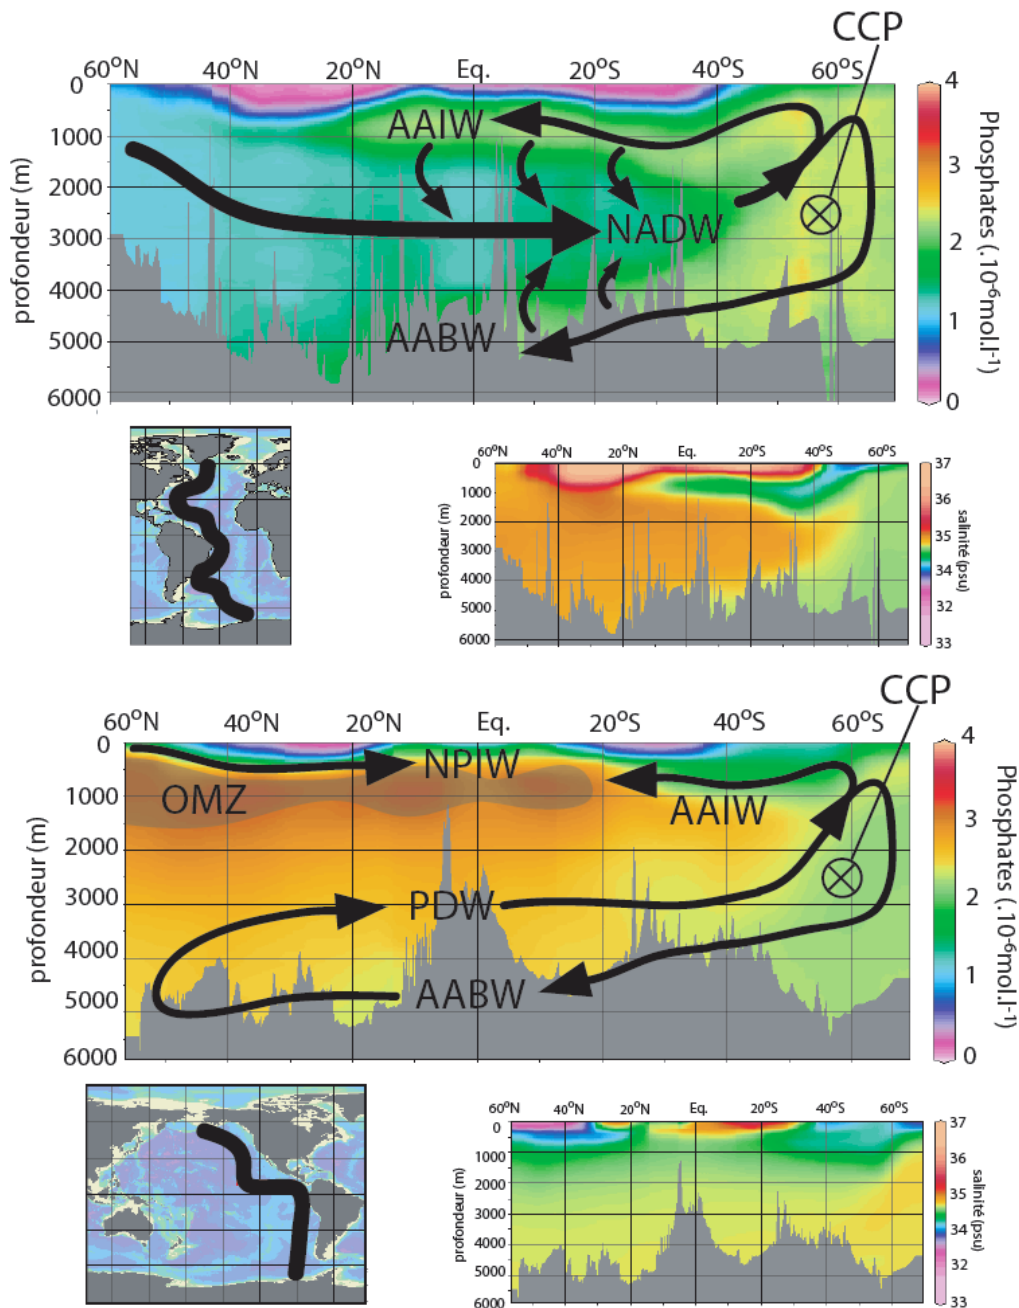 CCP
60°N 40°N 20°N Eq. 20°S 40°S 60°S
0
1000
2000
3000
4000
5000
6000
profondeur (m)
AAIW
NADW
AABW
4
3
2
1
0
Phosphates (.10⁻⁶mol.l⁻¹)
60°N 40°N 20°N Eq. 20°S 40°S 60°S
0
1000
2000
3000
4000
5000
6000
profondeur (m)
37
36
35
34
32
33
salinité (psu)
CCP
60°N 40°N 20°N Eq. 20°S 40°S 60°S
0
1000
2000
3000
4000
5000
6000
profondeur (m)
NPIW
OMZ
AAIW
PDW
AABW
4
3
2
1
0
Phosphates (.10⁻⁶mol.l⁻¹)
60°N 40°N 20°N Eq. 20°S 40°S 60°S
0
1000
2000
3000
4000
5000
6000
profondeur (m)
37
36
35
34
32
33
salinité (psu)